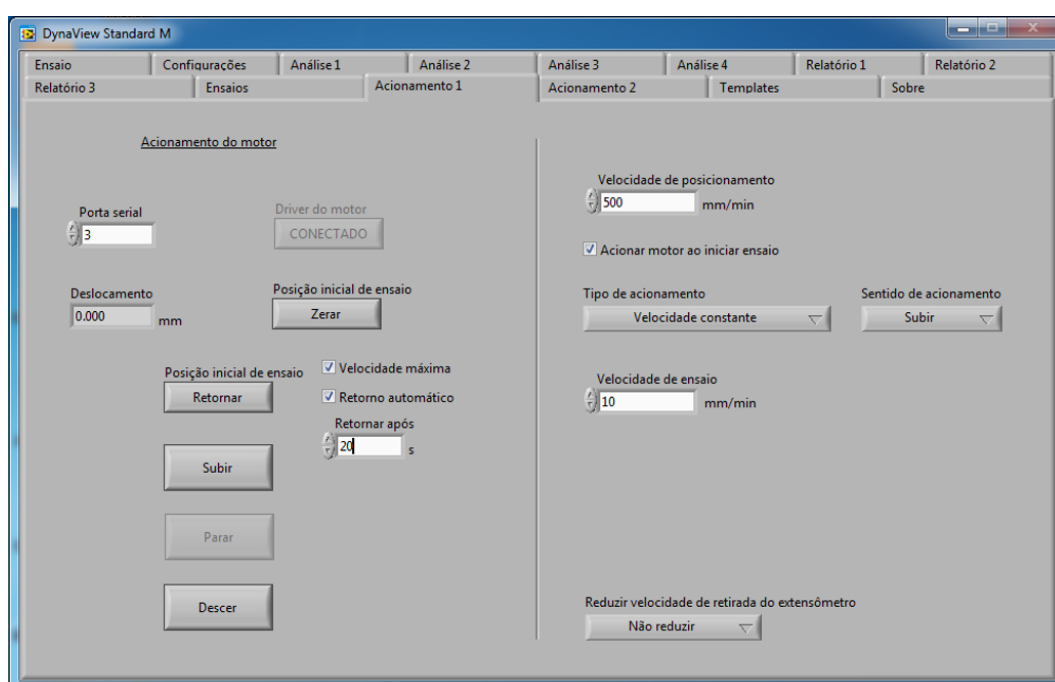 DynaView Standard M
Ensaio Configurações Análise 1 Análise 2 Análise 3 Análise 4 Relatório 1 Relatório 2
Relatório 3 Ensaios Acionamento 1 Acionamento 2 Templates Sobre
Acionamento do motor
Porta serial
3
Driver do motor
CONECTADO
Deslocamento
0.000 mm
Posição inicial de ensaio
Zerar
Posição inicial de ensaio
Retornar
Velocidade máxima
Retorno automático
Retornar após
20 s
Subir
Parar
Descer
Velocidade de posicionamento
500 mm/min
Acionar motor ao iniciar ensaio
Tipo de acionamento
Velocidade constante
Sentido de acionamento
Subir
Velocidade de ensaio
10 mm/min
Reduzir velocidade de retirada do extensômetro
Não reduzir